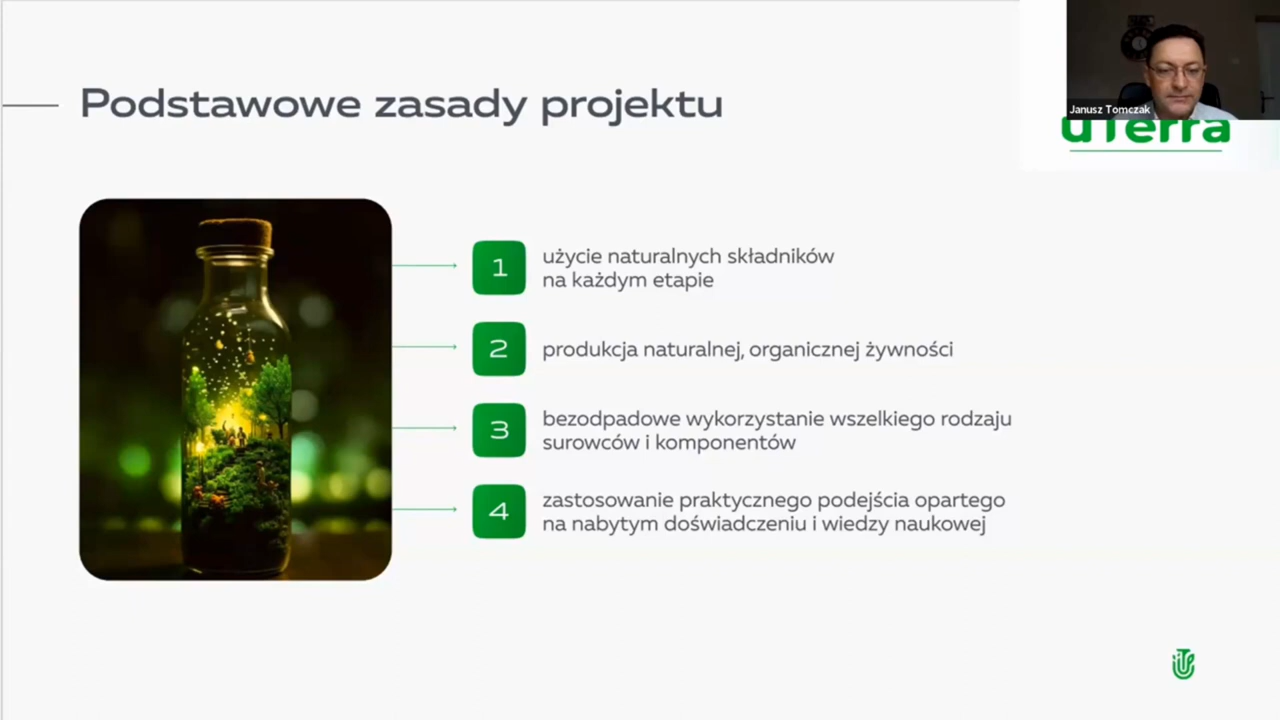 Podstawowe zasady projektu
Janusz Tomczak
uTerra
1
użycie naturalnych składników
na każdym etapie
2
produkcja naturalnej, organicznej żywności
3
bezodpadowe wykorzystanie wszelkiego rodzaju
surowców i komponentów
4
zastosowanie praktycznego podejścia opartego
na nabytym doświadczeniu i wiedzy naukowej